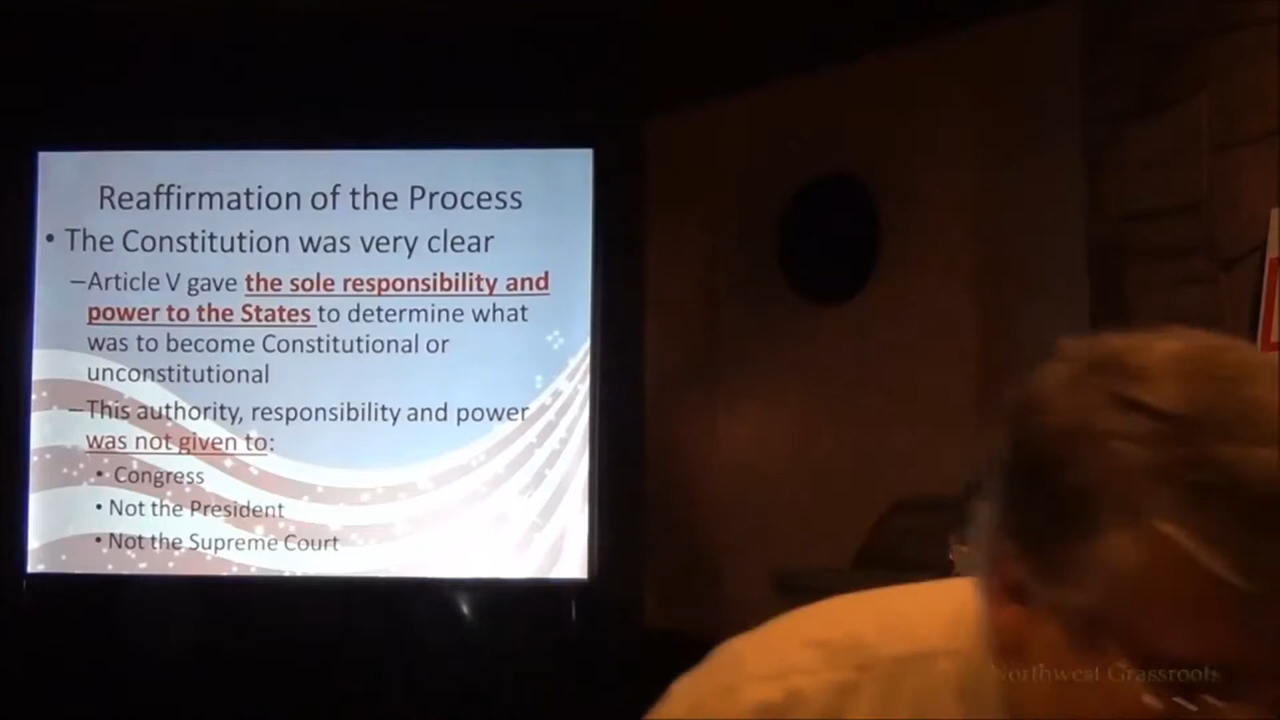 Reaffirmation of the Process
• The Constitution was very clear
–Article V gave the sole responsibility and
power to the States to determine what
was to become Constitutional or
unconstitutional
–This authority, responsibility and power
was not given to:
• Congress
• Not the President
• Not the Supreme Court
Northwest Grassroots